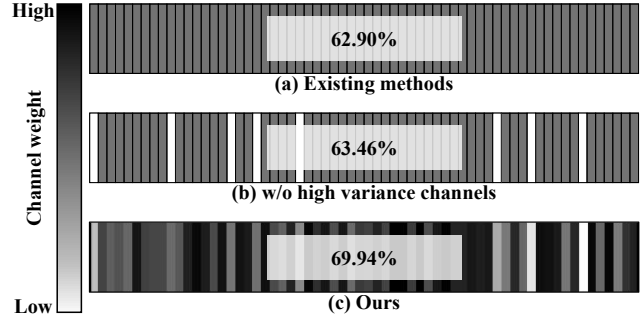 High
62.90%
(a) Existing methods
Channel weight
63.46%
(b) w/o high variance channels
69.94%
Low
(c) Ours